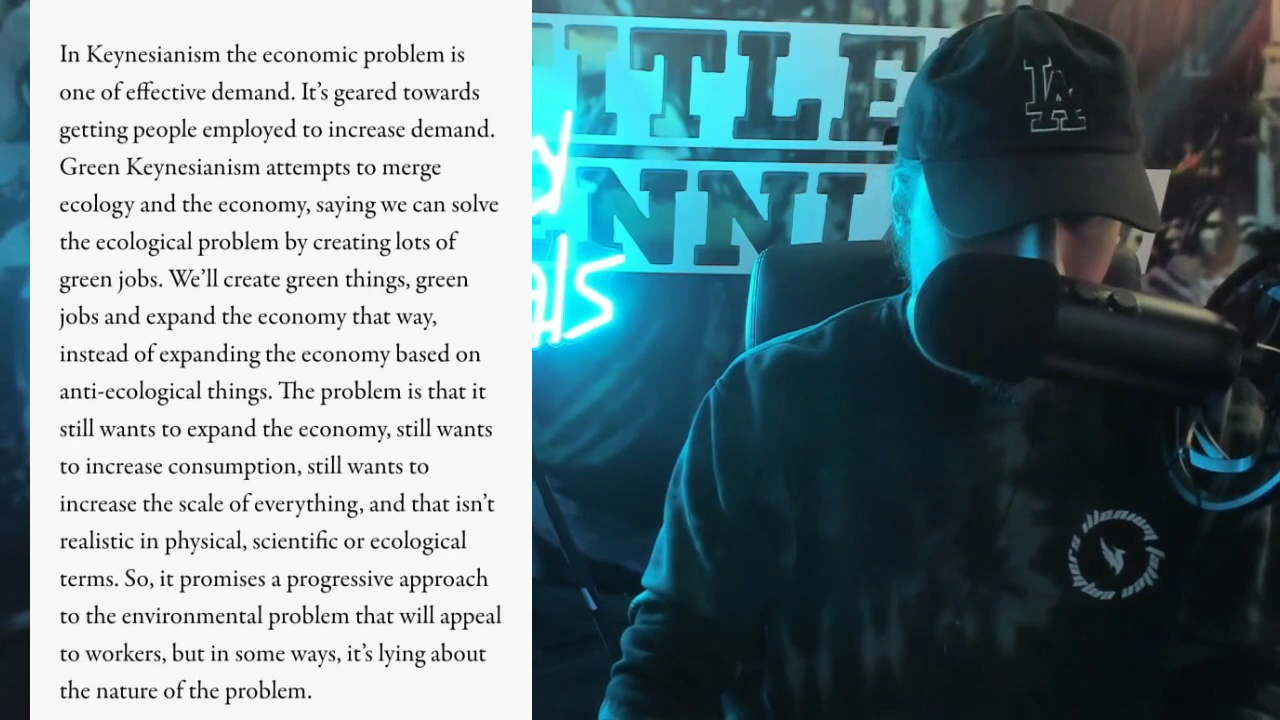 In Keynesianism the economic problem is
one of effective demand. It’s geared towards
getting people employed to increase demand.
Green Keynesianism attempts to merge
ecology and the economy, saying we can solve
the ecological problem by creating lots of
green jobs. We’ll create green things, green
jobs and expand the economy that way,
instead of expanding the economy based on
anti-ecological things. The problem is that it
still wants to expand the economy, still wants
to increase consumption, still wants to
increase the scale of everything, and that isn’t
realistic in physical, scientific or ecological
terms. So, it promises a progressive approach
to the environmental problem that will appeal
to workers, but in some ways, it’s lying about
the nature of the problem.
LA